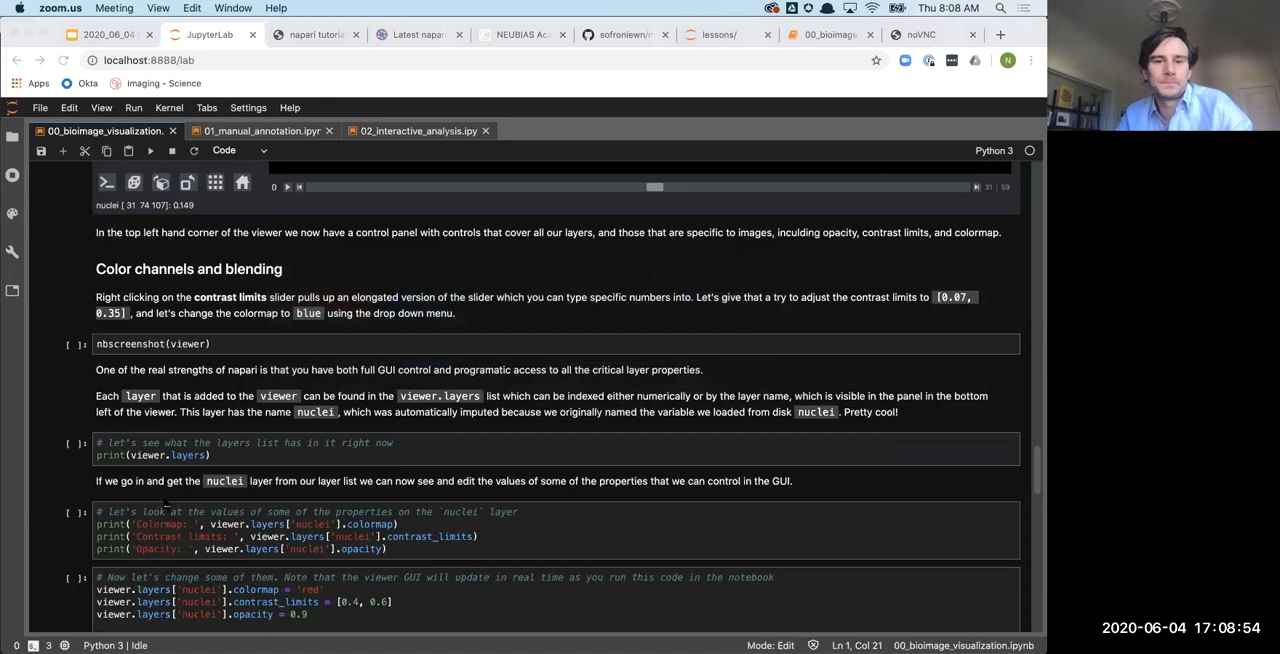 zoom.us Meeting View Edit Window Help Thu 8:08 AM
2020_06_04 JupyterLab napari tutoria Latest napar NEUBIAS Aca sofroniewn/n lessons/ 00_bioimage noVNC
localhost:8888/lab N
Apps Okta Imaging - Science
File Edit View Run Kernel Tabs Settings Help
00_bioimage_visualization. 01_manual_annotation.ipyr 02_interactive_analysis.ipy
Code Python 3
0 31 59
nuclei [ 31 74 107]: 0.149
In the top left hand corner of the viewer we now have a control panel with controls that cover all our layers, and those that are specific to images, inculding opacity, contrast limits, and colormap.
Color channels and blending
Right clicking on the contrast limits slider pulls up an elongated version of the slider which you can type specific numbers into. Let's give that a try to adjust the contrast limits to [0.07,
0.35], and let's change the colormap to blue using the drop down menu.
[ ]: nbscreenshot(viewer)
One of the real strengths of napari is that you have both full GUI control and programatic access to all the critical layer properties.
Each layer that is added to the viewer can be found in the viewer.layers list which can be indexed either numerically or by the layer name, which is visible in the panel in the bottom
left of the viewer. This layer has the name nuclei, which was automatically imputed because we originally named the variable we loaded from disk nuclei. Pretty cool!
[ ]: # let's see what the layers list has in it right now
print(viewer.layers)
If we go in and get the nuclei layer from our layer list we can now see and edit the values of some of the properties that we can control in the GUI.
[ ]: # let's look at the values of some of the properties on the `nuclei` layer
print('Colormap: ', viewer.layers['nuclei'].colormap)
print('Contrast limits: ', viewer.layers['nuclei'].contrast_limits)
print('Opacity: ', viewer.layers['nuclei'].opacity)
[ ]: # Now let's change some of them. Note that the viewer GUI will update in real time as you run this code in the notebook
viewer.layers['nuclei'].colormap = 'red'
viewer.layers['nuclei'].contrast_limits = [0.4, 0.6]
viewer.layers['nuclei'].opacity = 0.9
2020-06-04 17:08:54
0 3 Python 3 | Idle Mode: Edit Ln 1, Col 21 00_bioimage_visualization.ipynb